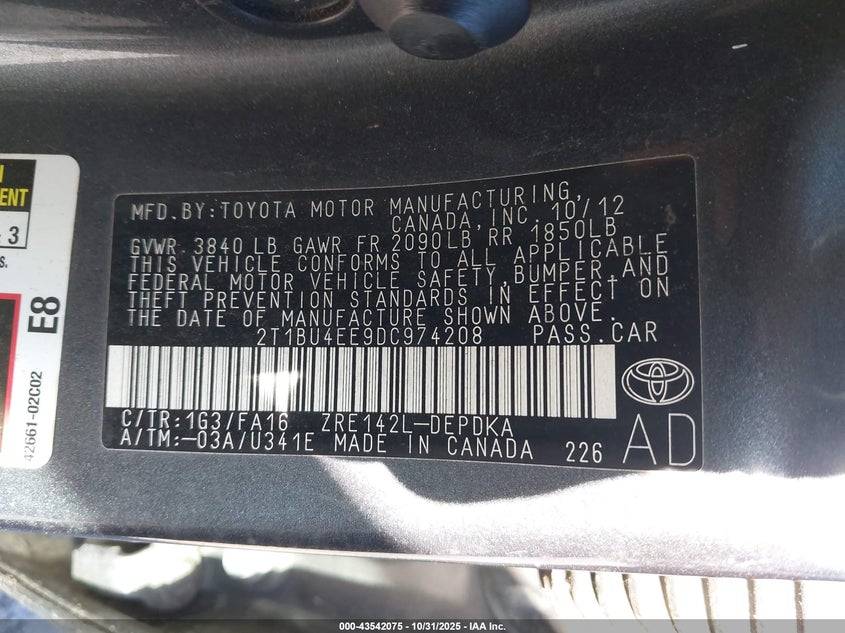 ENT
3
S.
E8
42661-02C02
MFD.BY:TOYOTA MOTOR MANUFACTURING,
CANADA,INC. 10/12
GVWR 3840 LB GAWR FR 2090LB RR 1850LB
THIS VEHICLE CONFORMS TO ALL APPLICABLE
FEDERAL MOTOR VEHICLE SAFETY,BUMPER,AND
THEFT PREVENTION STANDARDS IN EFFECT ON
THE DATE OF MANUFACTURE SHOWN ABOVE.
2T1BU4EE9DC974208 PASS.CAR
C/TR:1G3/FA16 ZRE142L-DEPDKA
A/TM:-03A/U341E MADE IN CANADA 226
AD
000-43542075 - 10/31/2025 - IAA Inc.